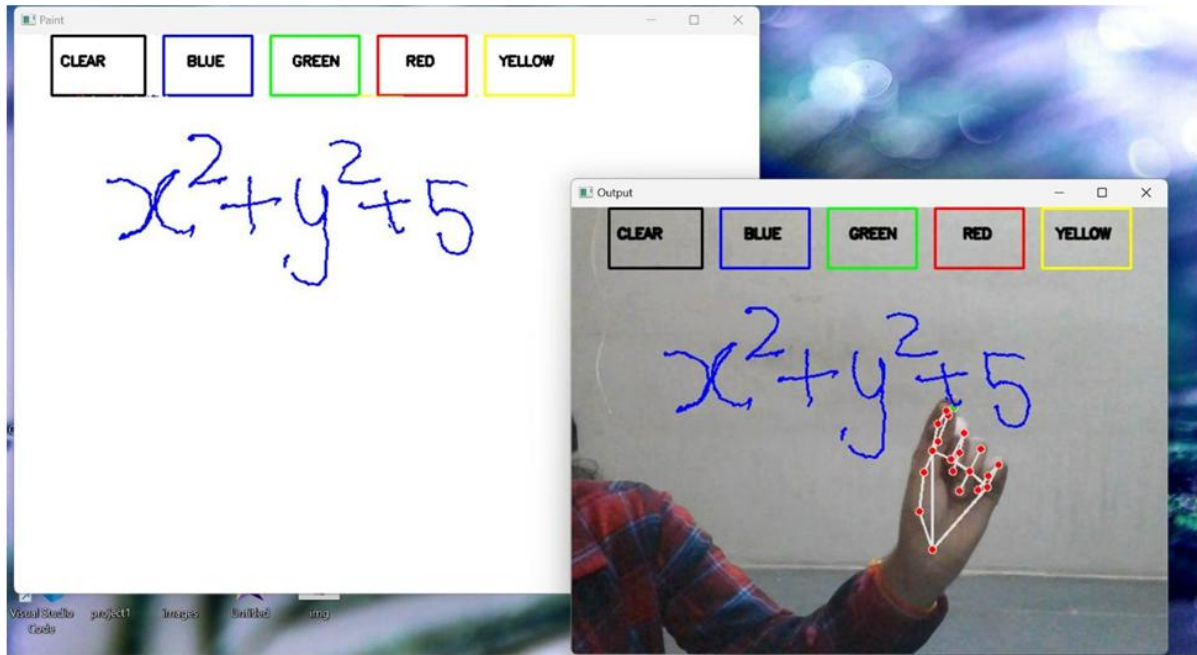 Paint
CLEAR BLUE GREEN RED YELLOW
x²+y²+5
Output
CLEAR BLUE GREEN RED YELLOW
x²+y²+5
Visual Studio Code
project1
images
Untitled
img